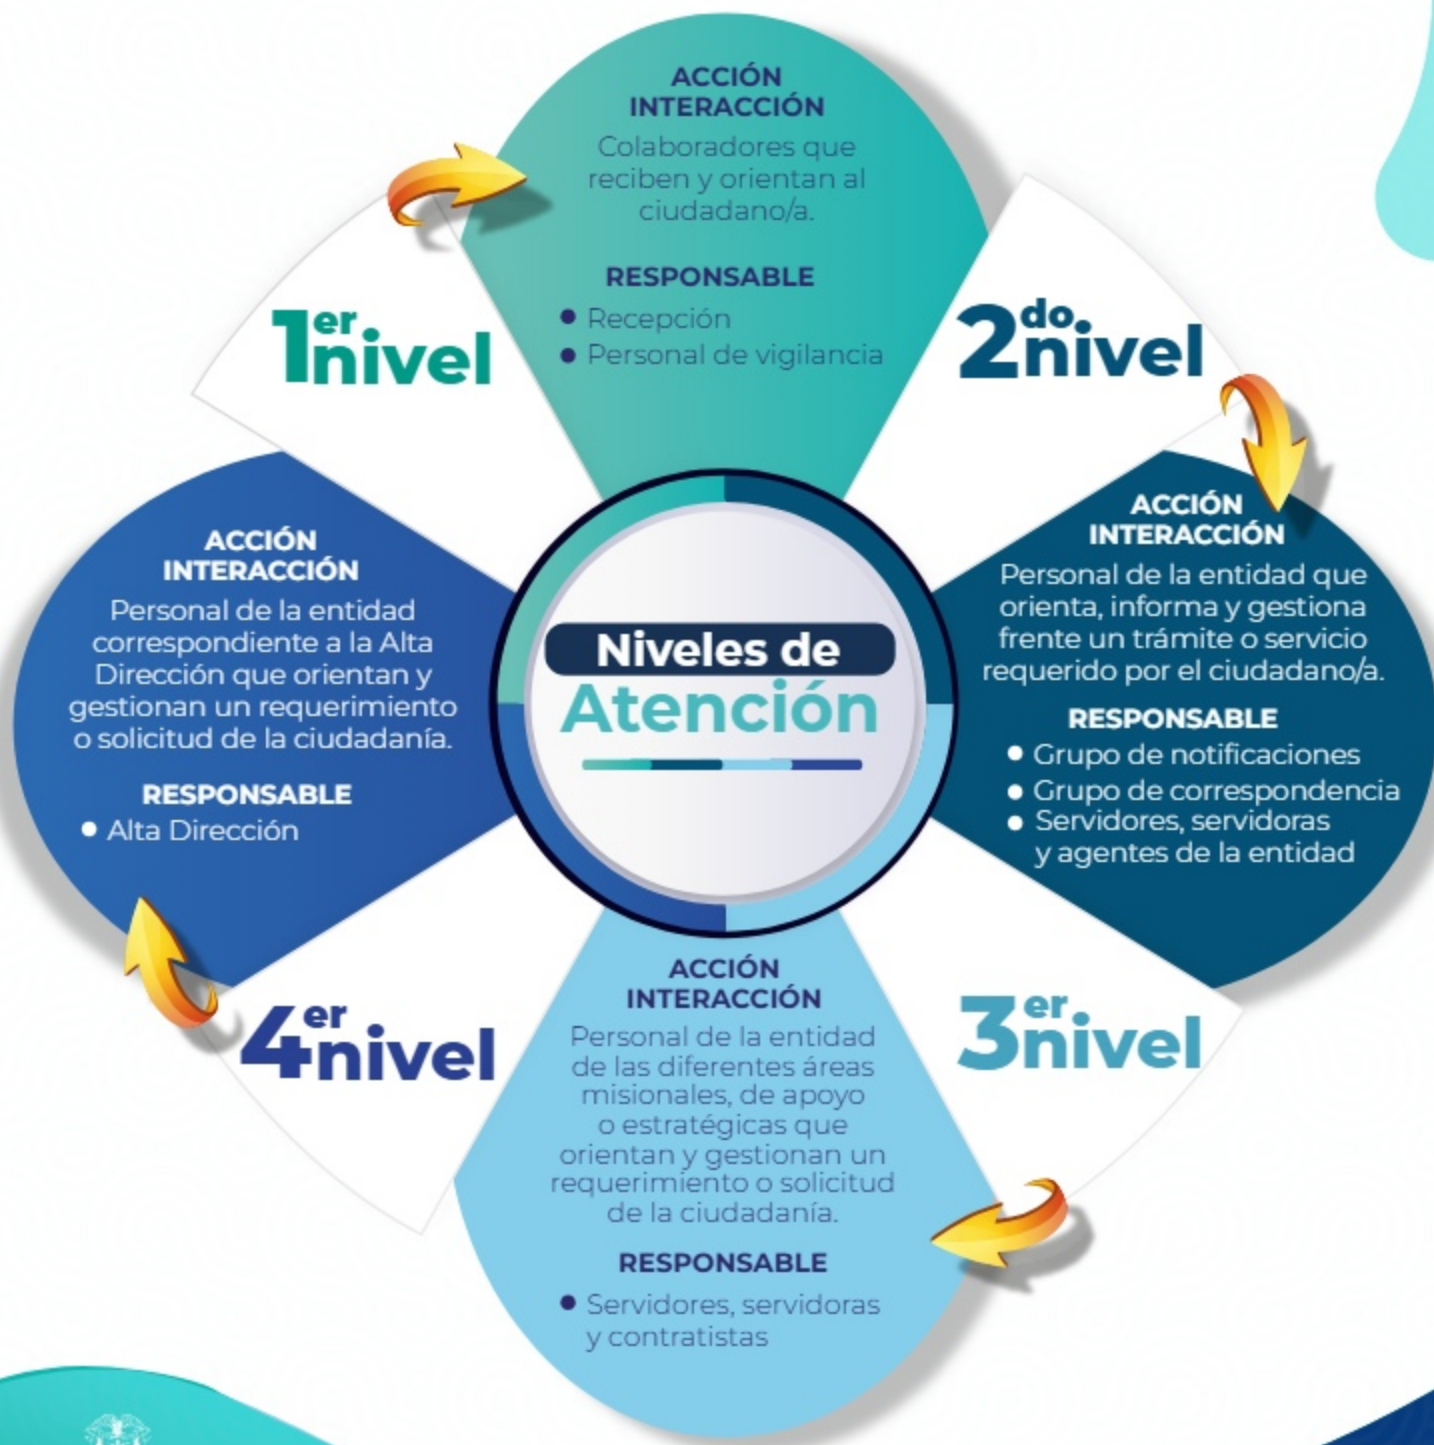 Niveles de
Atención
1er nivel
ACCIÓN
INTERACCIÓN
Colaboradores que
reciben y orientan al
ciudadano/a.
RESPONSABLE
• Recepción
• Personal de vigilancia
2do nivel
ACCIÓN
INTERACCIÓN
Personal de la entidad que
orienta, informa y gestiona
frente un trámite o servicio
requerido por el ciudadano/a.
RESPONSABLE
• Grupo de notificaciones
• Grupo de correspondencia
• Servidores, servidoras
y agentes de la entidad
3er nivel
ACCIÓN
INTERACCIÓN
Personal de la entidad
de las diferentes áreas
misionales, de apoyo
o estratégicas que
orientan y gestionan un
requerimiento o solicitud
de la ciudadanía.
RESPONSABLE
• Servidores, servidoras
y contratistas
4er nivel
ACCIÓN
INTERACCIÓN
Personal de la entidad
correspondiente a la Alta
Dirección que orientan y
gestionan un requerimiento
o solicitud de la ciudadanía.
RESPONSABLE
• Alta Dirección